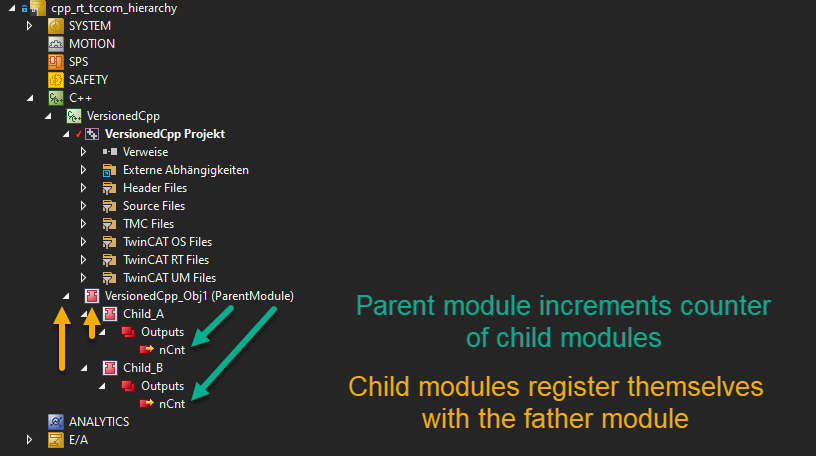 cpp_rt_tccom_hierarchy
SYSTEM
MOTION
SPS
SAFETY
C++
VersionedCpp
VersionedCpp Projekt
Verweise
Externe Abhängigkeiten
Header Files
Source Files
TMC Files
TwinCAT OS Files
TwinCAT RT Files
TwinCAT UM Files
VersionedCpp_Obj1 (ParentModule)
Child_A
Outputs
nCnt
Child_B
Outputs
nCnt
ANALYTICS
E/A
Parent module increments counter
of child modules
Child modules register themselves
with the father module